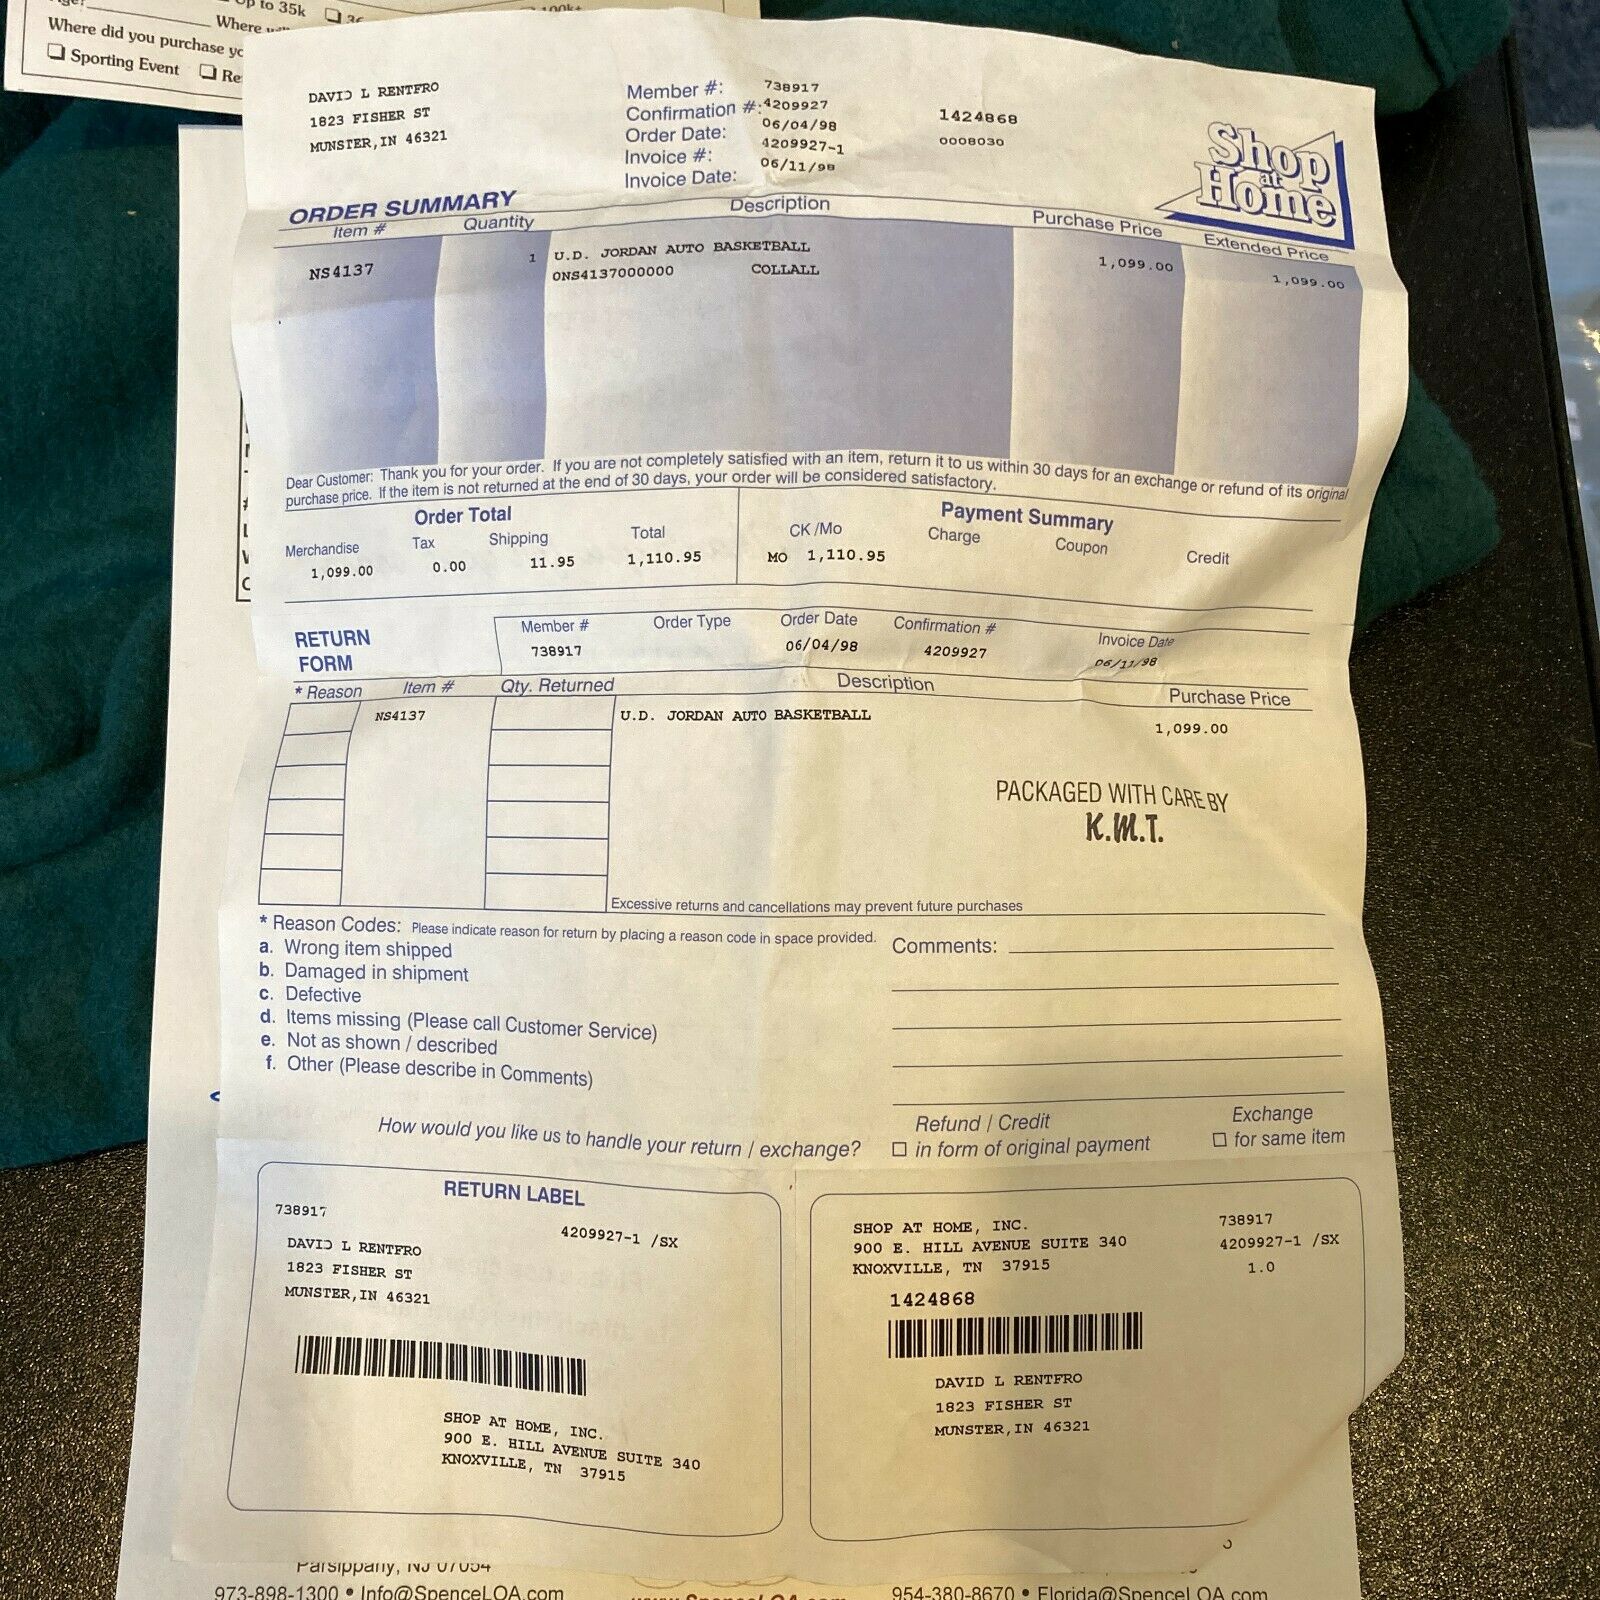 Up to 35k
Where
Where did you purchase
Sporting Event
DAVID L RENTFRO
1823 FISHER ST
MUNSTER, IN 46321
Member #: 738917
Confirmation #: 4209927
Order Date: 06/04/98
Invoice #: 4209927-1
Invoice Date: 06/11/98
1424868
0008030
Shop at Home
ORDER SUMMARY
Item # Quantity Description Purchase Price Extended Price
NS4137 1 U.D. JORDAN AUTO BASKETBALL 1,099.00 1,099.00
0NS4137000000 COLLALL
Dear Customer: Thank you for your order. If you are not completely satisfied with an item, return it to us within 30 days for an exchange or refund of its original
purchase price. If the item is not returned at the end of 30 days, your order will be considered satisfactory.
Order Total Payment Summary
Merchandise Tax Shipping Total CK/Mo Charge Coupon Credit
1,099.00 0.00 11.95 1,110.95 MO 1,110.95
RETURN
FORM
Member # Order Type Order Date Confirmation # Invoice Date
738917 06/04/98 4209927 06/11/98
* Reason Item # Qty. Returned Description Purchase Price
NS4137 U.D. JORDAN AUTO BASKETBALL 1,099.00
PACKAGED WITH CARE BY
K.M.T.
Excessive returns and cancellations may prevent future purchases
* Reason Codes: Please indicate reason for return by placing a reason code in space provided.
a. Wrong item shipped
b. Damaged in shipment
c. Defective
d. Items missing (Please call Customer Service)
e. Not as shown / described
f. Other (Please describe in Comments)
Comments:
How would you like us to handle your return / exchange?
Refund / Credit
in form of original payment
Exchange
for same item
RETURN LABEL
738917
4209927-1 /SX
DAVID L RENTFRO
1823 FISHER ST
MUNSTER, IN 46321
SHOP AT HOME, INC.
900 E. HILL AVENUE SUITE 340
KNOXVILLE, TN 37915
SHOP AT HOME, INC. 738917
900 E. HILL AVENUE SUITE 340 4209927-1 /SX
KNOXVILLE, TN 37915 1.0
1424868
DAVID L RENTFRO
1823 FISHER ST
MUNSTER, IN 46321
Parsippany, NJ 07054
973-898-1300 • Info@SpenceLOA.com
www.SpenceLOA.com
954-380-8670 • Florida@SpenceLOA.com